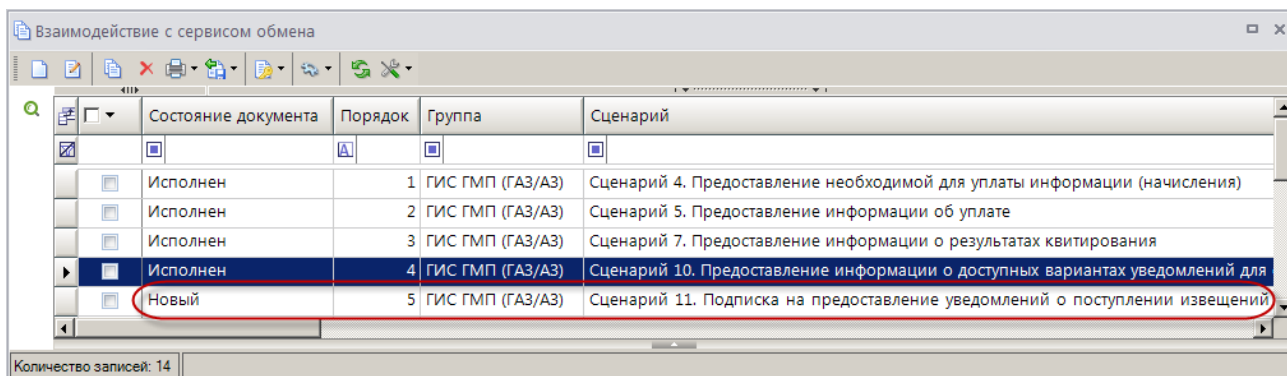 Взаимодействие с сервисом обмена
Состояние документа Порядок Группа Сценарий
Исполнен 1 ГИС ГМП (ГАЗ/АЗ) Сценарий 4. Предоставление необходимой для уплаты информации (начисления)
Исполнен 2 ГИС ГМП (ГАЗ/АЗ) Сценарий 5. Предоставление информации об уплате
Исполнен 3 ГИС ГМП (ГАЗ/АЗ) Сценарий 7. Предоставление информации о результатах квитирования
Исполнен 4 ГИС ГМП (ГАЗ/АЗ) Сценарий 10. Предоставление информации о доступных вариантах уведомлений для
Новый 5 ГИС ГМП (ГАЗ/АЗ) Сценарий 11. Подписка на предоставление уведомлений о поступлении извещений
Количество записей: 14